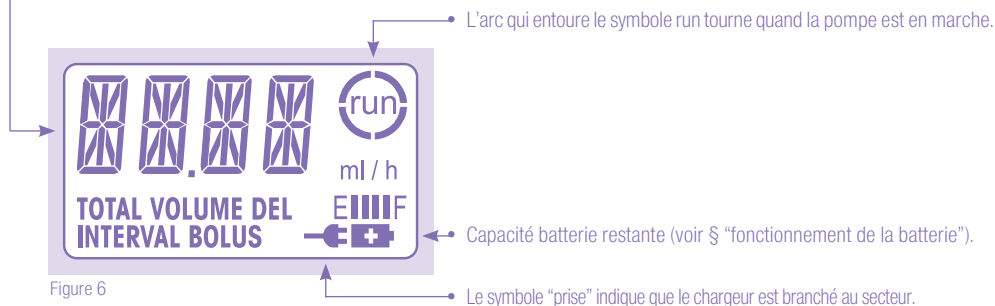 L'arc qui entoure le symbole run tourne quand la pompe est en marche.
run
ml / h
TOTAL VOLUME DEL
E F
INTERVAL BOLUS
Capacité batterie restante (voir § “fonctionnement de la batterie”).
Figure 6
Le symbole “prise” indique que le chargeur est branché au secteur.